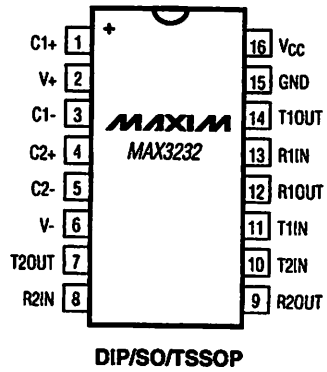 +
C1+ 1
V+ 2
C1- 3
C2+ 4
C2- 5
V- 6
T2OUT 7
R2IN 8
16 VCC
15 GND
14 T1OUT
13 R1IN
12 R1OUT
11 T1IN
10 T2IN
9 R2OUT
MAXIM
MAX3232
DIP/SO/TSSOP